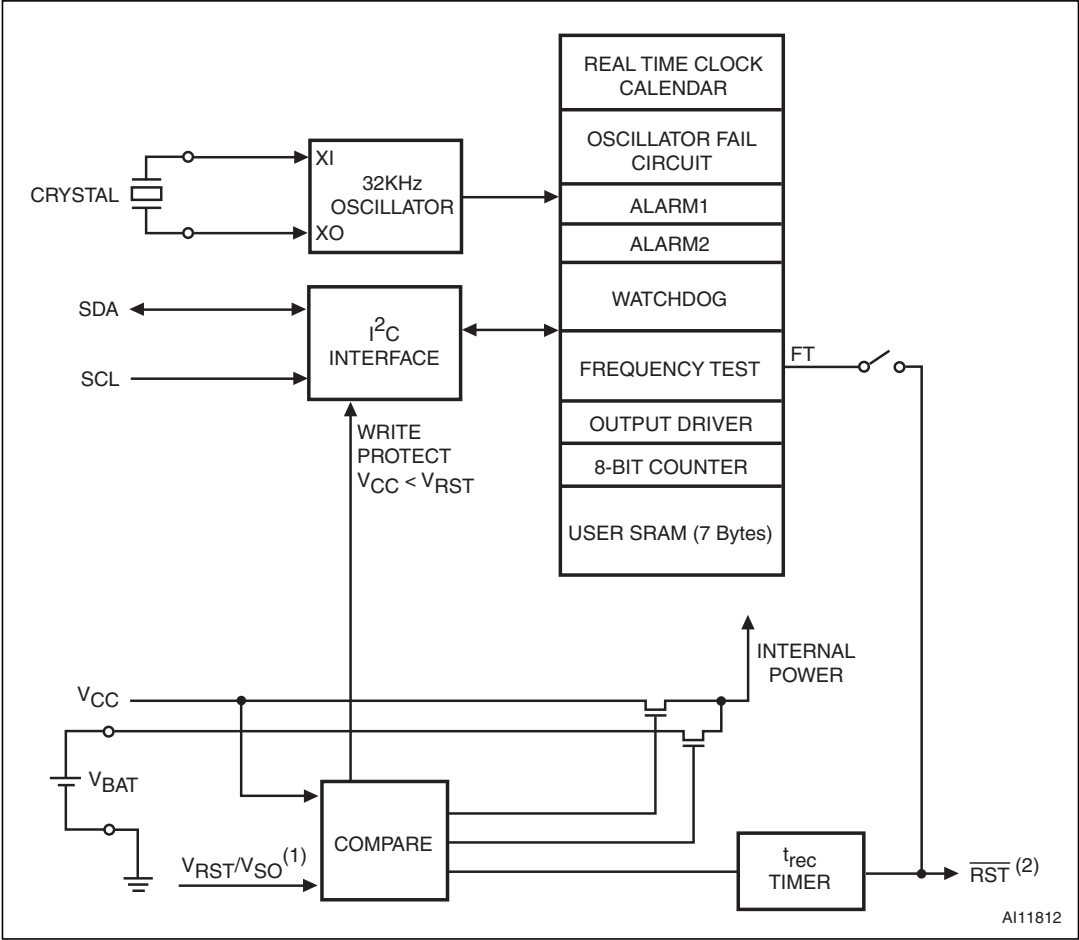 REAL TIME CLOCK
CALENDAR
OSCILLATOR FAIL
CIRCUIT
ALARM1
ALARM2
WATCHDOG
FREQUENCY TEST
OUTPUT DRIVER
8-BIT COUNTER
USER SRAM (7 Bytes)
CRYSTAL
XI
32KHz
OSCILLATOR
XO
SDA
SCL
I2C
INTERFACE
FT
WRITE
PROTECT
VCC < VRST
INTERNAL
POWER
VCC
VBAT
VRST/VSO(1)
COMPARE
trec
TIMER
RST (2)
AI11812